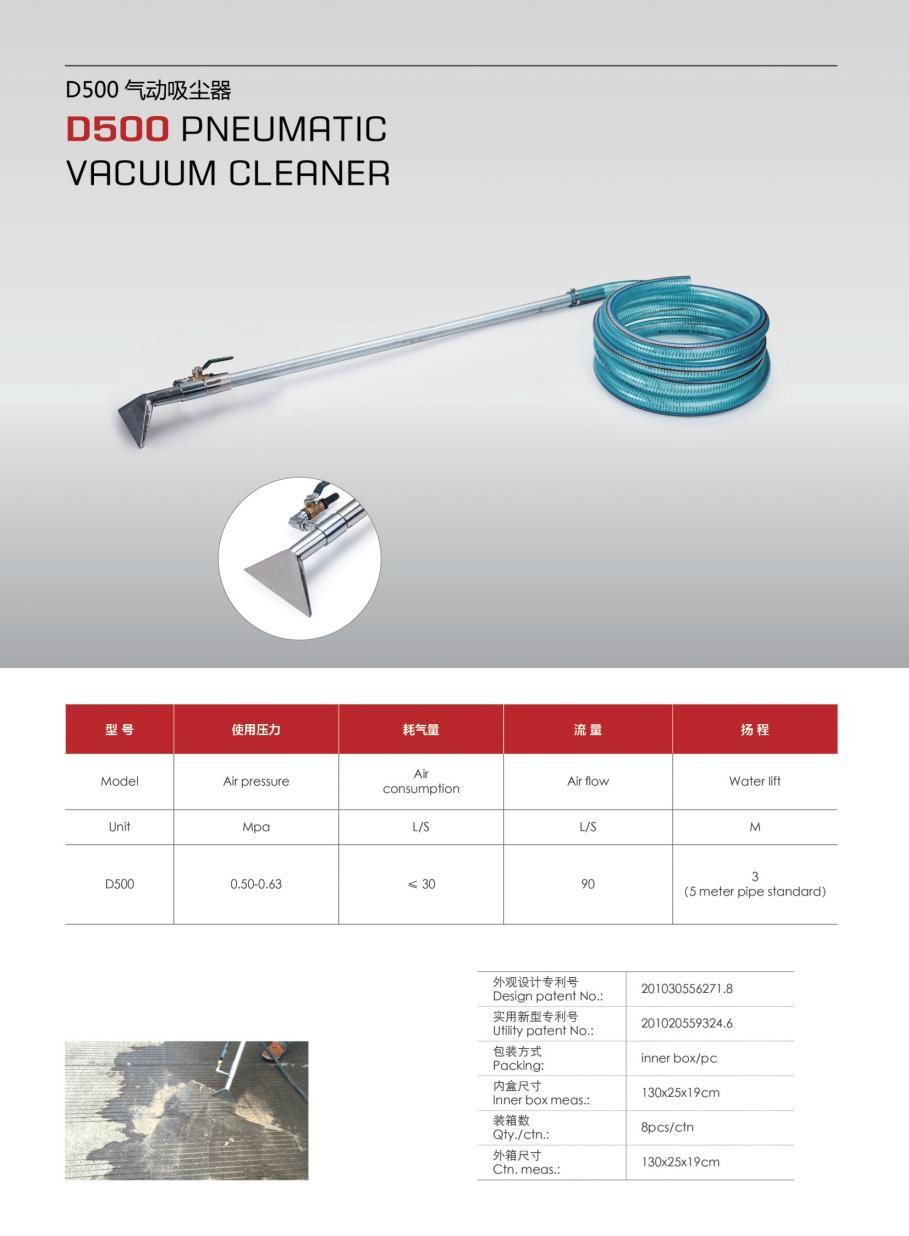 D500 气动吸尘器
D500 PNEUMATIC
VACUUM CLEANER
型 号 使用压力 耗气量 流 量 扬 程
Model Air pressure Air consumption Air flow Water lift
Unit Mpa L/S L/S M
D500 0.50-0.63 ≤ 30 90 3
(5 meter pipe standard)
外观设计专利号
Design patent No.: 201030556271.8
实用新型专利号
Utility patent No.: 201020559324.6
包装方式
Packing: inner box/pc
内盒尺寸
Inner box meas.: 130x25x19cm
装箱数
Qty./ctn.: 8pcs/ctn
外箱尺寸
Ctn. meas.: 130x25x19cm